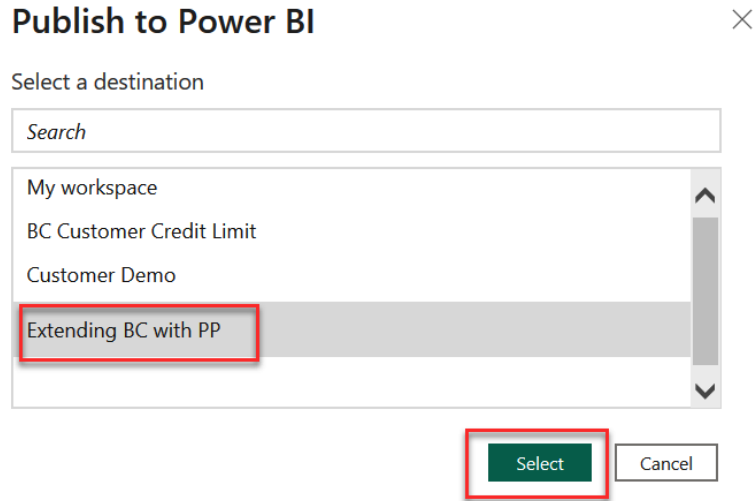 Publish to Power BI
Select a destination
Search
My workspace
BC Customer Credit Limit
Customer Demo
Extending BC with PP
Select Cancel